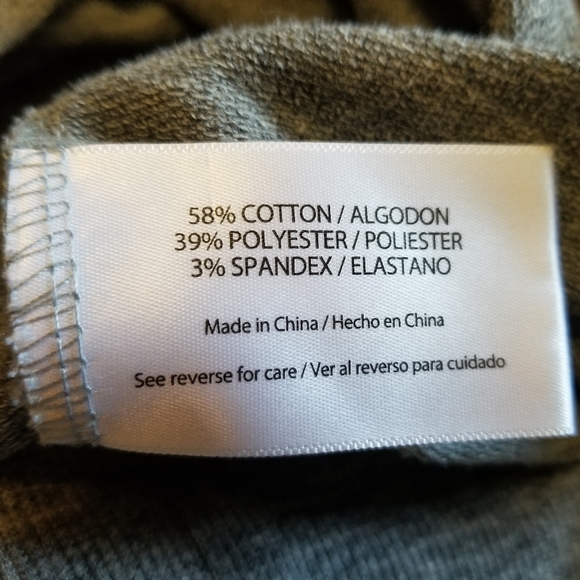 58% COTTON / ALGODON
39% POLYESTER / POLIESTER
3% SPANDEX / ELASTANO
Made in China / Hecho en China
See reverse for care / Ver al reverso para cuidado